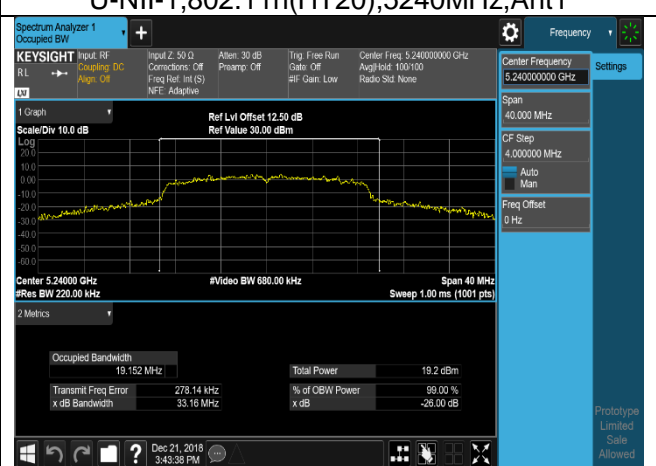 U-NII-1,802.11n(HT20),5240MHz,Ant1
Spectrum Analyzer 1
Occupied BW
+
Frequency
KEYSIGHT
Input: RF
Coupling: DC
Align: Off
Input Z: 50 Ω
Corrections: Off
Freq Ref: Int (S)
NFE: Adaptive
Atten: 30 dB
Preamp: Off
Trig: Free Run
Gate: Off
#IF Gain: Low
Center Freq: 5.240000000 GHz
Avg|Hold: 100/100
Radio Std: None
R L
LXI
1 Graph
Scale/Div 10.0 dB
Ref Lvl Offset 12.50 dB
Ref Value 30.00 dBm
Log
20.0
10.0
0.00
-10.0
-20.0
-30.0
-40.0
-50.0
-60.0
Center 5.24000 GHz
#Res BW 220.00 kHz
#Video BW 680.00 kHz
Span 40 MHz
Sweep 1.00 ms (1001 pts)
2 Metrics
Occupied Bandwidth
19.152 MHz
Total Power 19.2 dBm
Transmit Freq Error 278.14 kHz
% of OBW Power 99.00 %
x dB Bandwidth 33.16 MHz
x dB -26.00 dB
Dec 21, 2018
3:43:38 PM
?
Center Frequency
5.240000000 GHz
Span
40.000 MHz
CF Step
4.000000 MHz
Auto
Man
Freq Offset
0 Hz
Settings
Prototype
Limited
Sale
Allowed